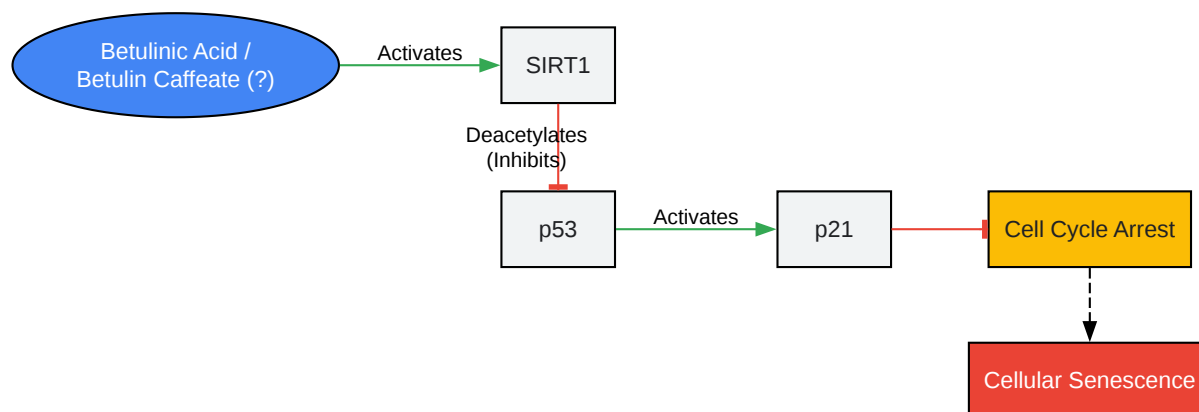 Betulinic Acid /
Betulin Caffeate (?)
Activates
SIRT1
Deacetylates
(Inhibits)
p53
Activates
p21
Cell Cycle Arrest
Cellular Senescence